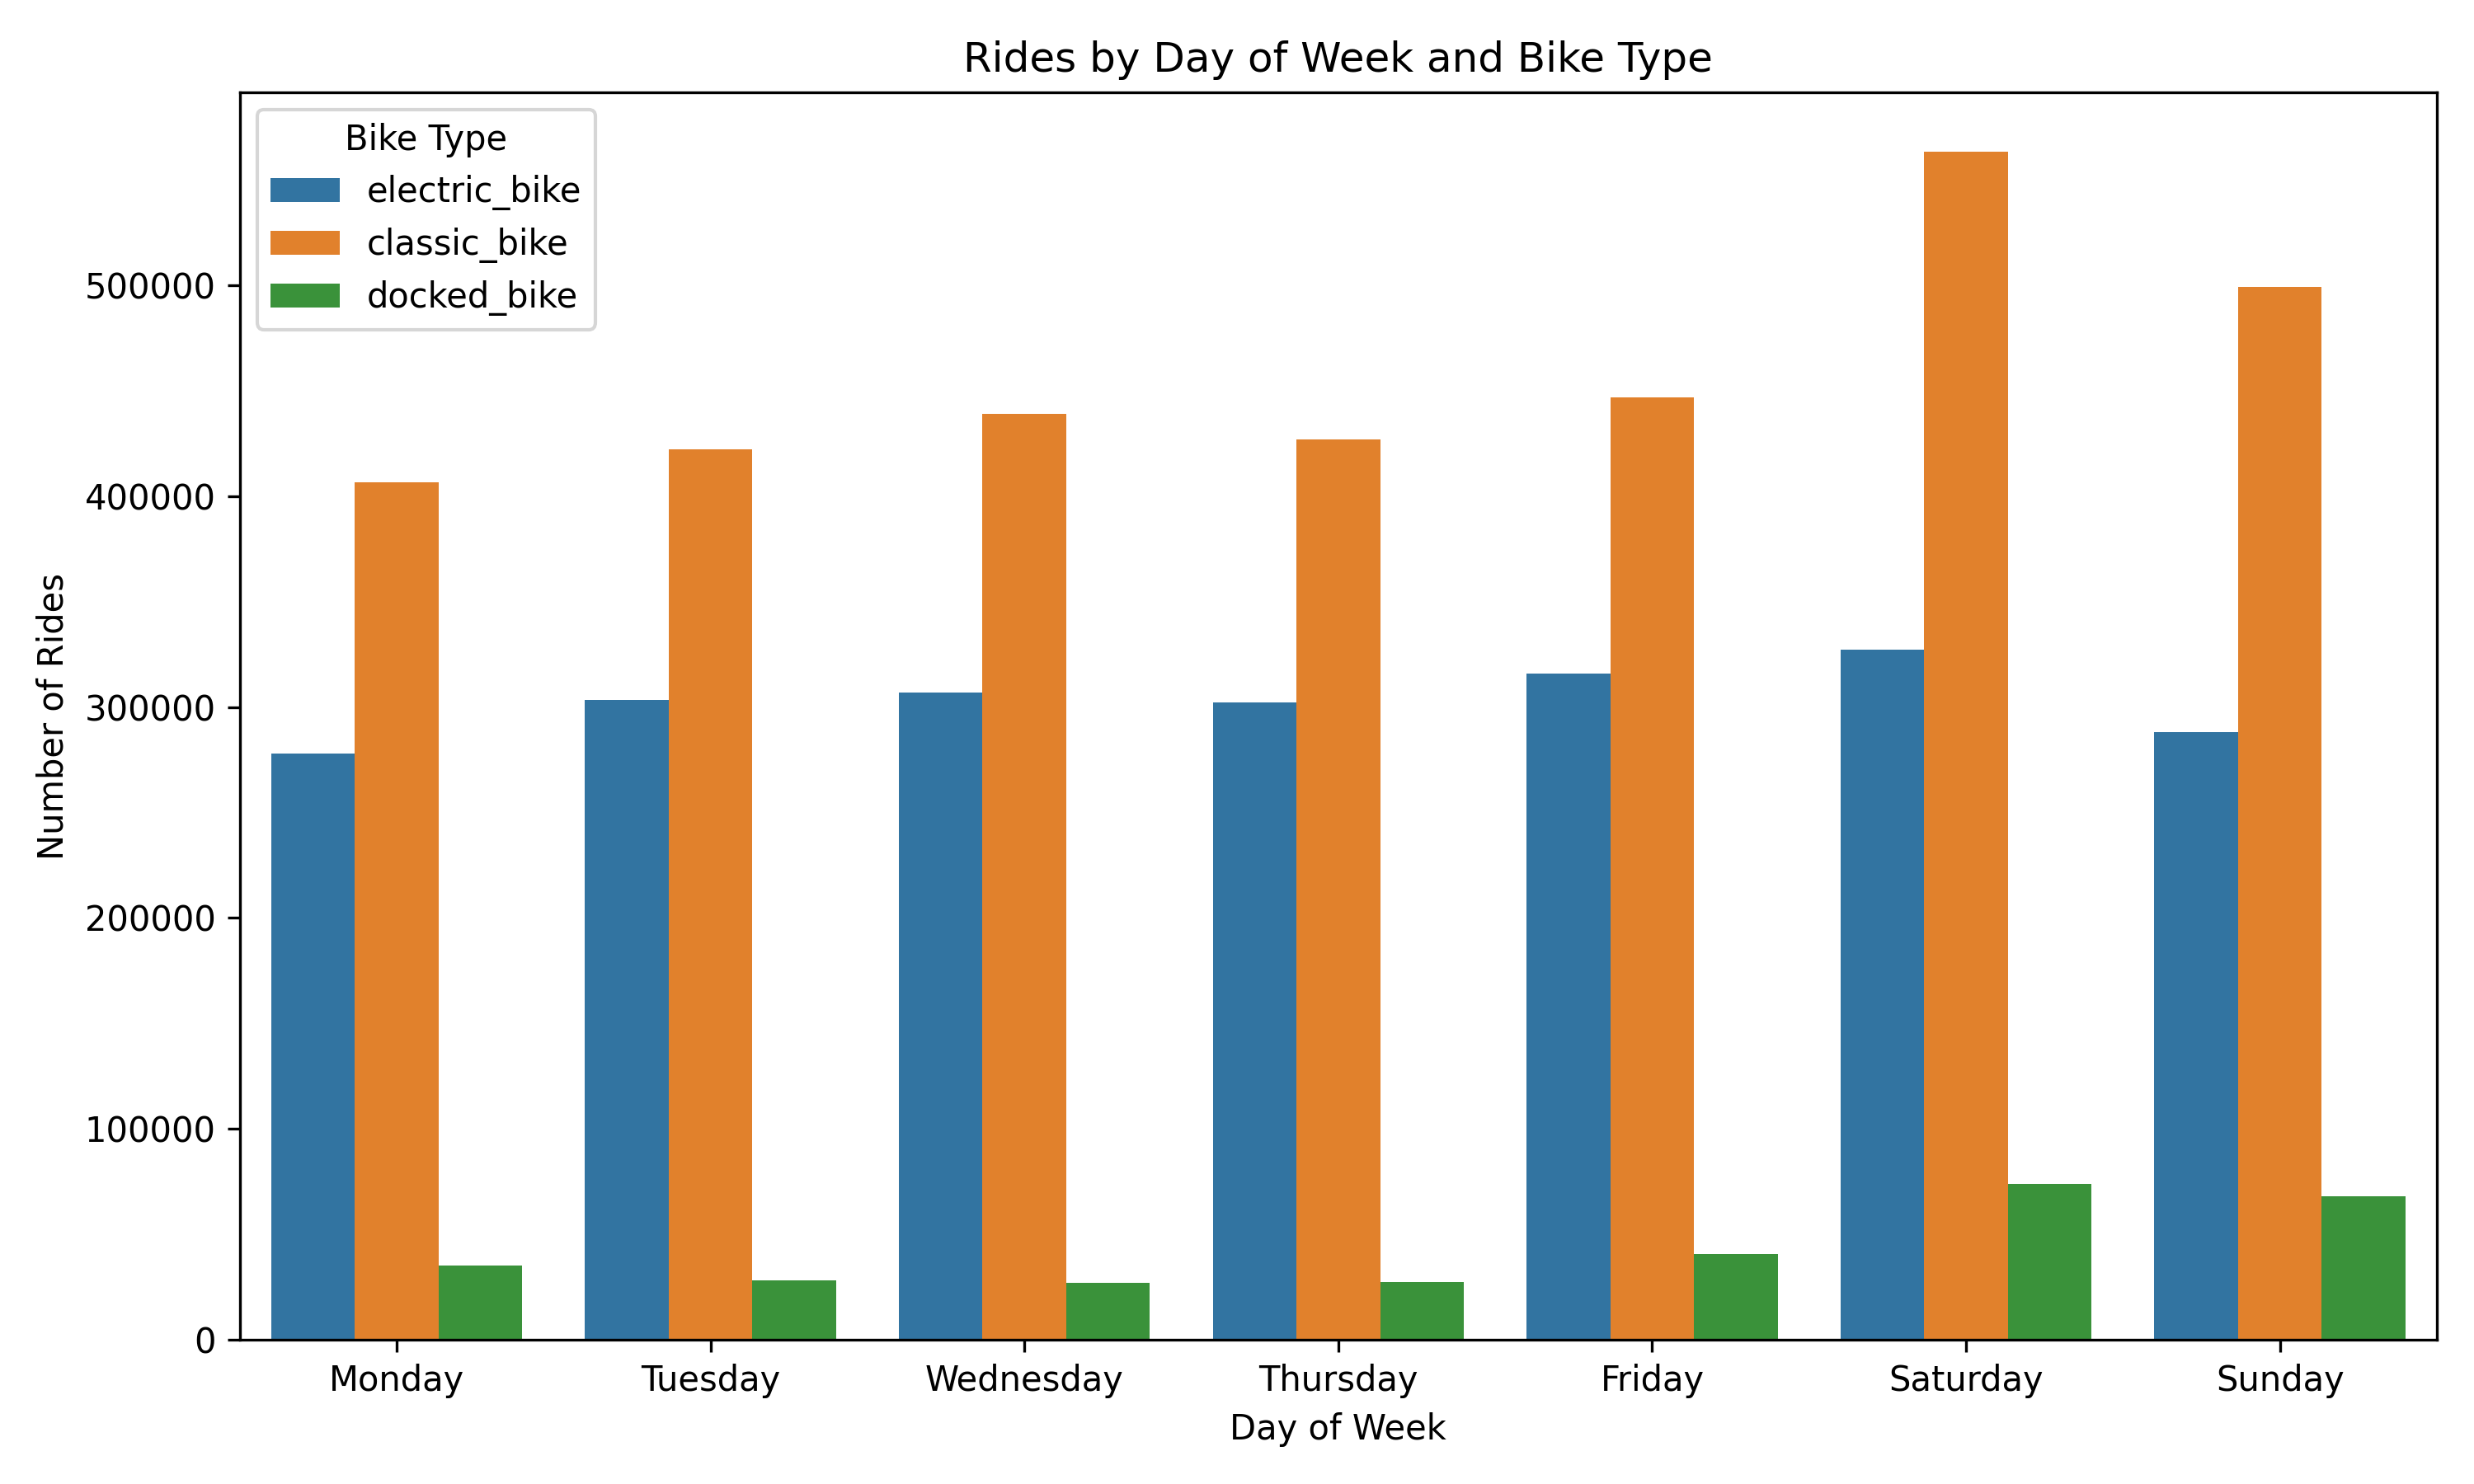 Rides by Day of Week and Bike Type
Bike Type
electric_bike
classic_bike
docked_bike
500000
400000
300000
200000
100000
0
Number of Rides
Monday Tuesday Wednesday Thursday Friday Saturday Sunday
Day of Week